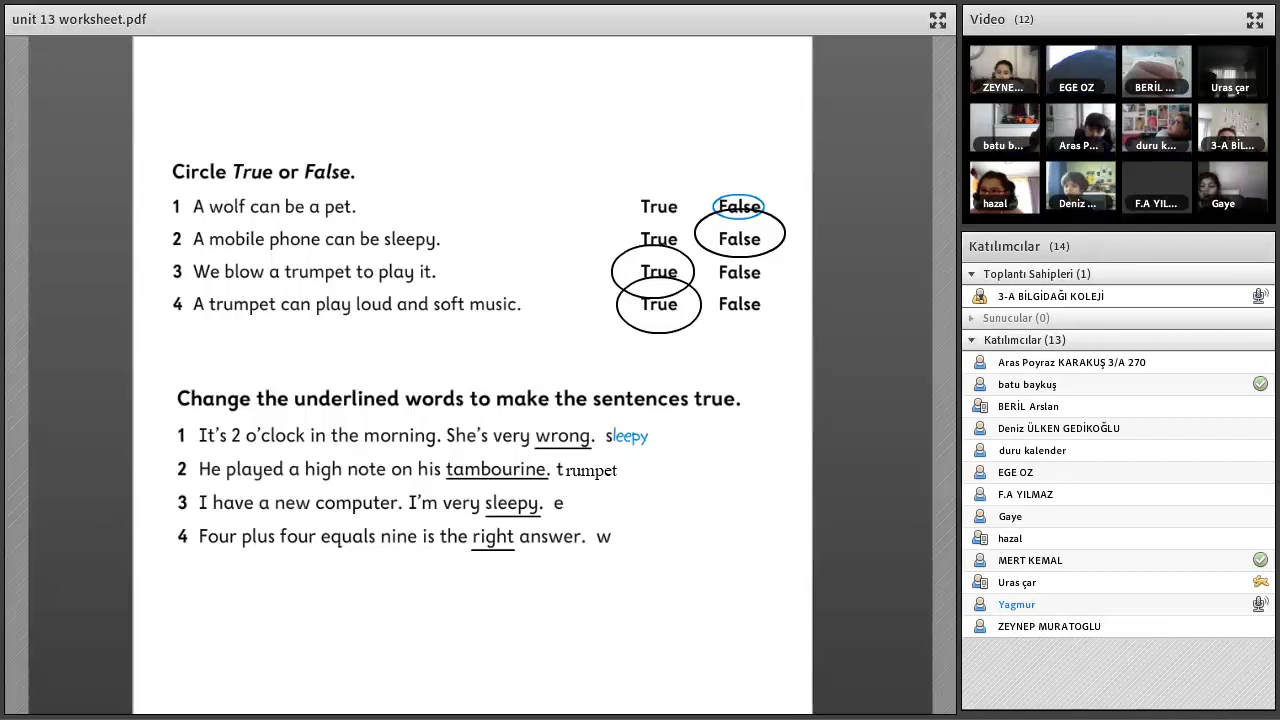 unit 13 worksheet.pdf
Circle True or False.
1 A wolf can be a pet. True False
2 A mobile phone can be sleepy. True False
3 We blow a trumpet to play it. True False
4 A trumpet can play loud and soft music. True False
Change the underlined words to make the sentences true.
1 It's 2 o'clock in the morning. She's very wrong. sleepy
2 He played a high note on his tambourine. trumpet
3 I have a new computer. I'm very sleepy. e
4 Four plus four equals nine is the right answer. w
Video (12)
ZEYNE... EGE OZ BERİL ... Uras çar
batu b... Aras P... duru k... 3-A BİL...
hazal Deniz ... F.A YIL... Gaye
Katılımcılar (14)
Toplantı Sahipleri (1)
3-A BİLGİDAĞI KOLEJİ
Sunucular (0)
Katılımcılar (13)
Aras Poyraz KARAKUŞ 3/A 270
batu baykuş
BERİL Arslan
Deniz ÜLKEN GEDİKOĞLU
duru kalender
EGE OZ
F.A YILMAZ
Gaye
hazal
MERT KEMAL
Uras çar
Yagmur
ZEYNEP MURATOGLU